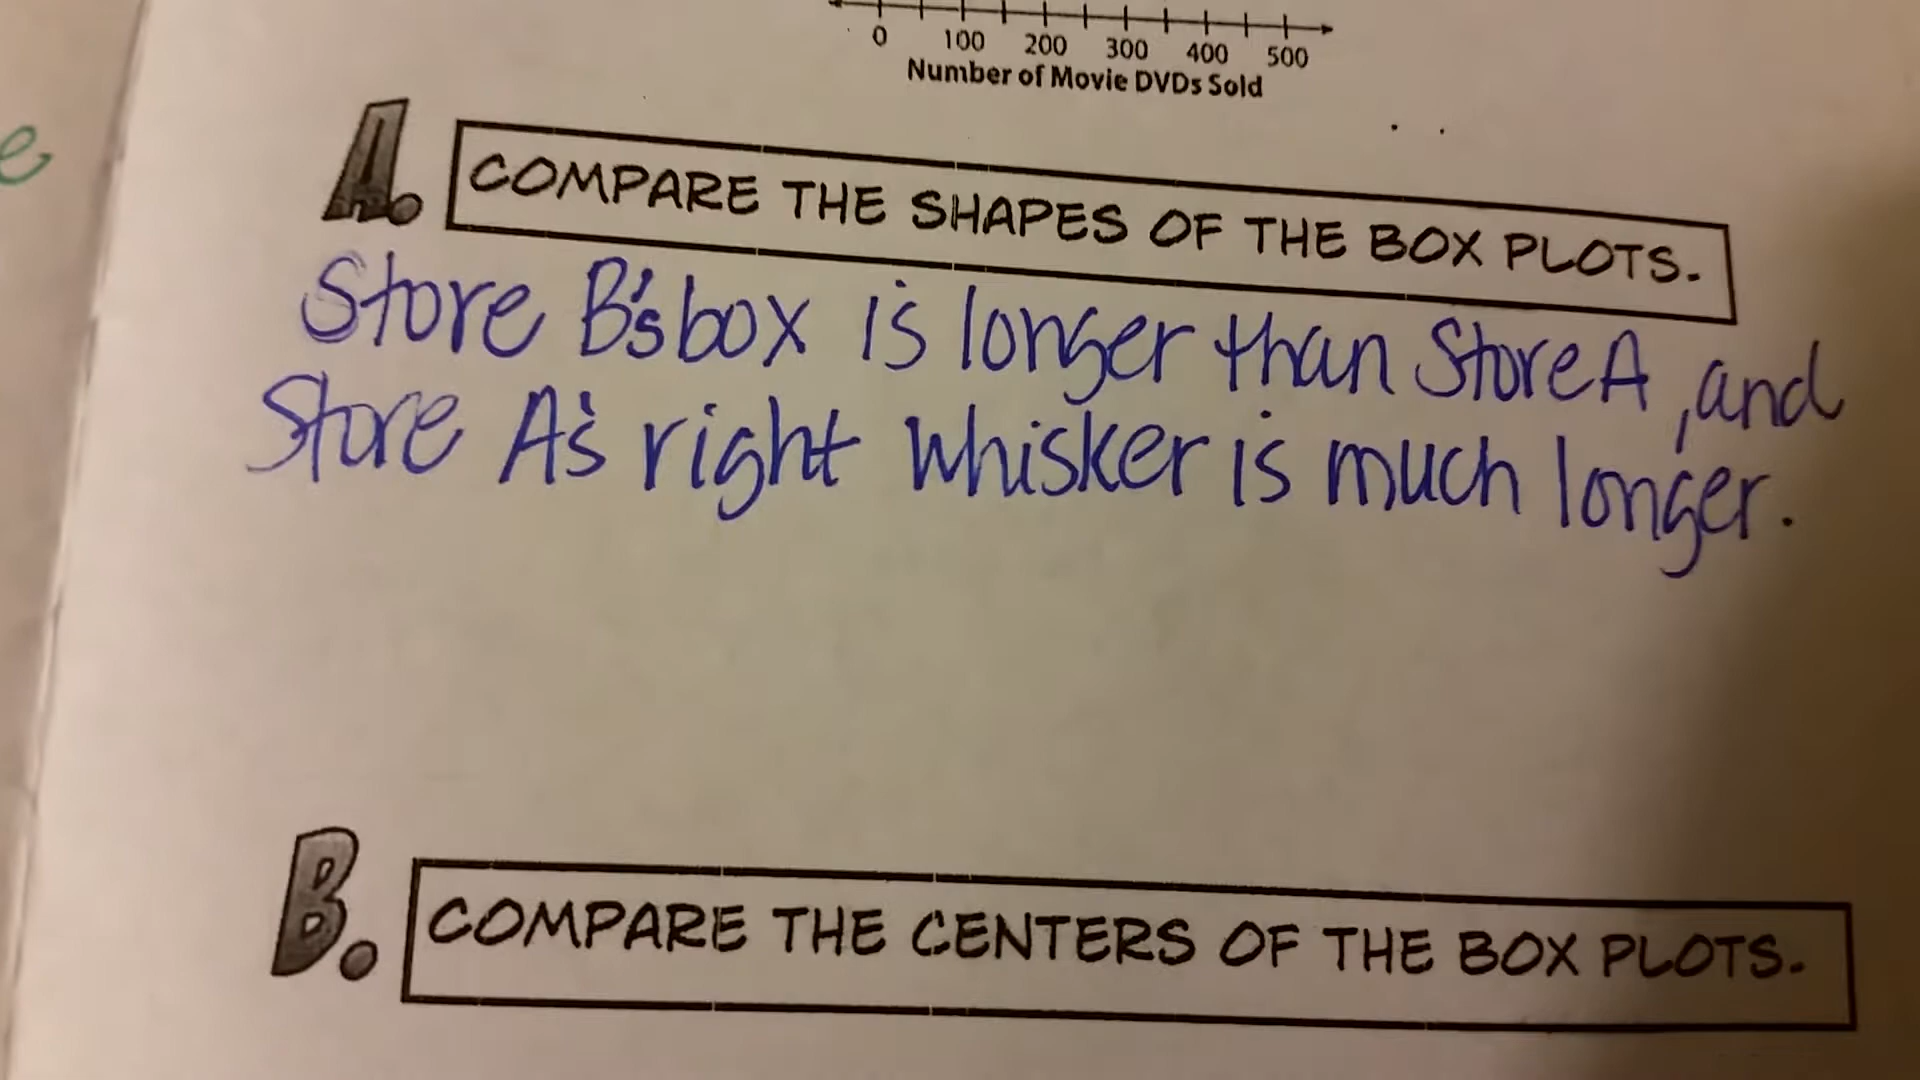 0 100 200 300 400 500
Number of Movie DVDs Sold
e
A. COMPARE THE SHAPES OF THE BOX PLOTS.
Store B's box is longer than Store A, and
Store A's right whisker is much longer.
B. COMPARE THE CENTERS OF THE BOX PLOTS.